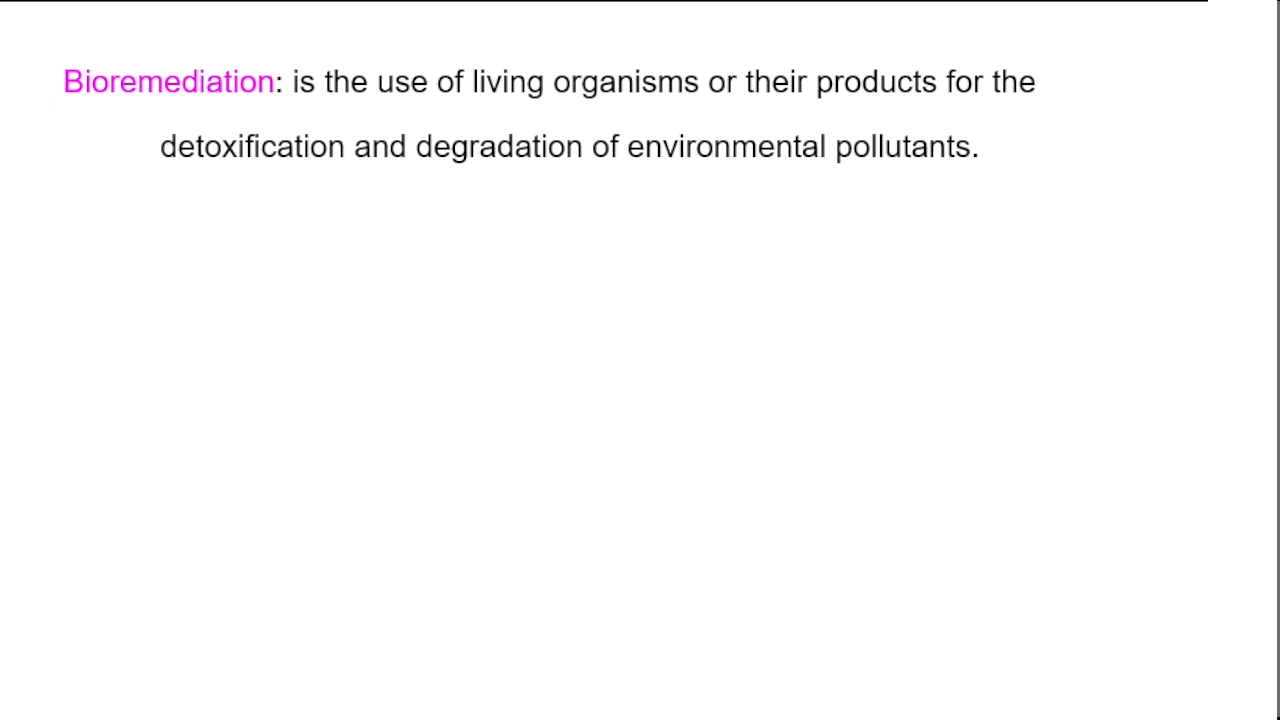 Bioremediation: is the use of living organisms or their products for the
detoxification and degradation of environmental pollutants.